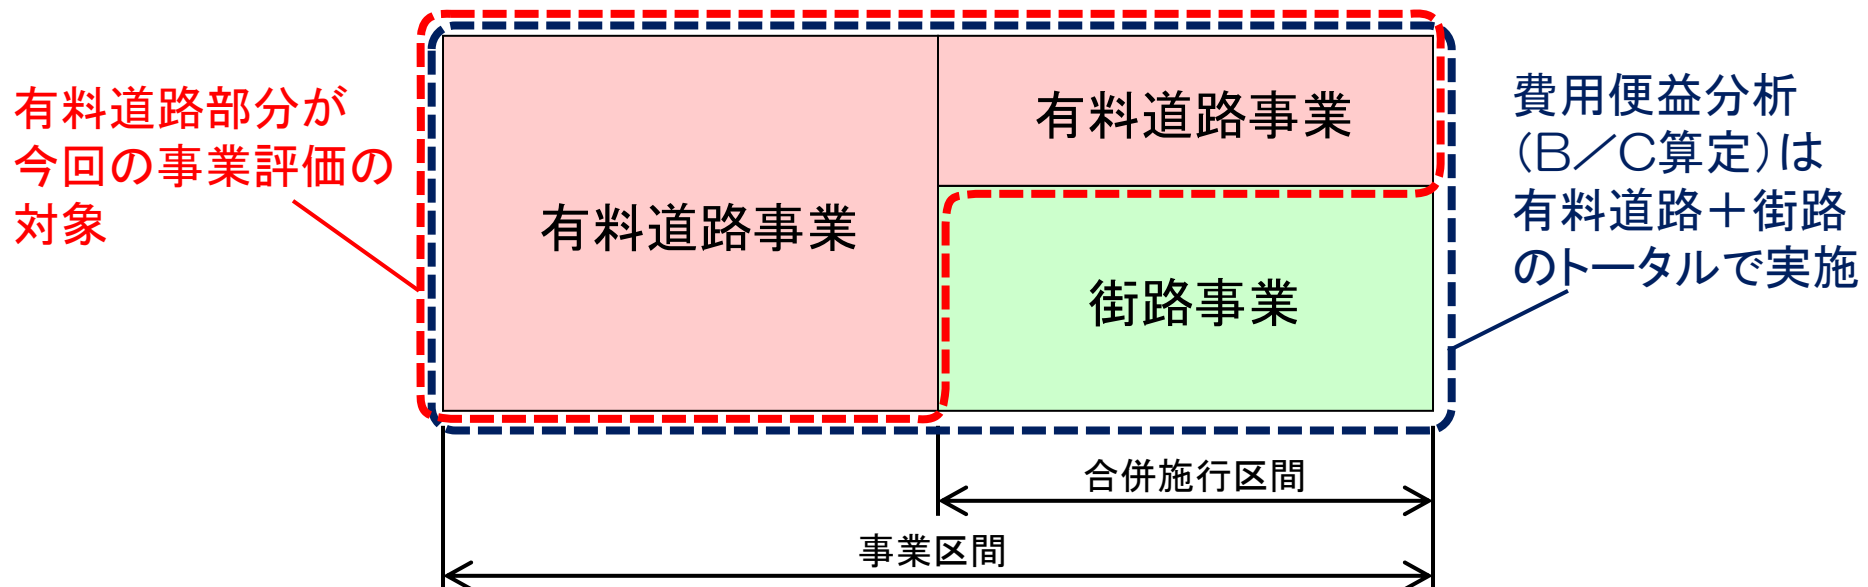 有料道路部分が
今回の事業評価の
対象
有料道路事業
有料道路事業
街路事業
費用便益分析
（Ｂ／Ｃ算定）は
有料道路＋街路
のトータルで実施
合併施行区間
事業区間